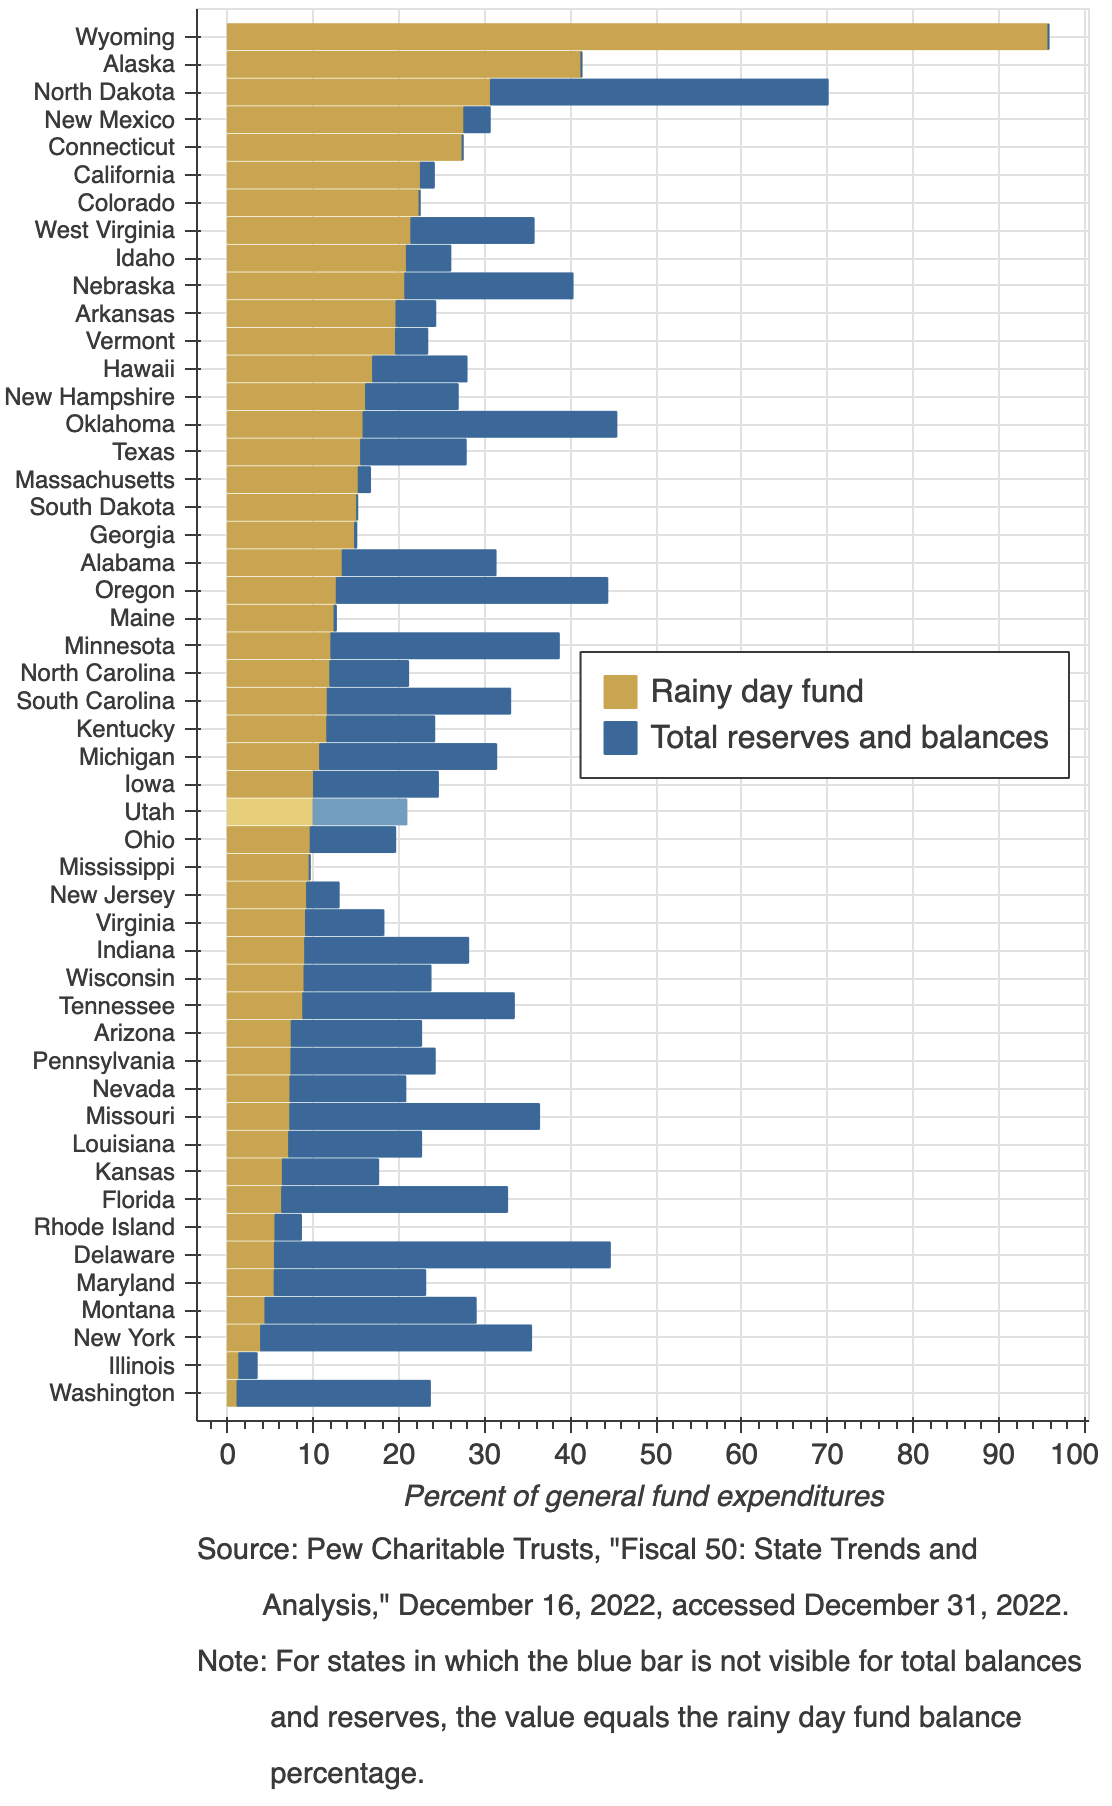 Wyoming
Alaska
North Dakota
New Mexico
Connecticut
California
Colorado
West Virginia
Idaho
Nebraska
Arkansas
Vermont
Hawaii
New Hampshire
Oklahoma
Texas
Massachusetts
South Dakota
Georgia
Alabama
Oregon
Maine
Minnesota
North Carolina
South Carolina
Kentucky
Michigan
Iowa
Utah
Ohio
Mississippi
New Jersey
Virginia
Indiana
Wisconsin
Tennessee
Arizona
Pennsylvania
Nevada
Missouri
Louisiana
Kansas
Florida
Rhode Island
Delaware
Maryland
Montana
New York
Illinois
Washington
Rainy day fund
Total reserves and balances
0 10 20 30 40 50 60 70 80 90 100
Percent of general fund expenditures
Source: Pew Charitable Trusts, "Fiscal 50: State Trends and
Analysis," December 16, 2022, accessed December 31, 2022.
Note: For states in which the blue bar is not visible for total balances
and reserves, the value equals the rainy day fund balance
percentage.